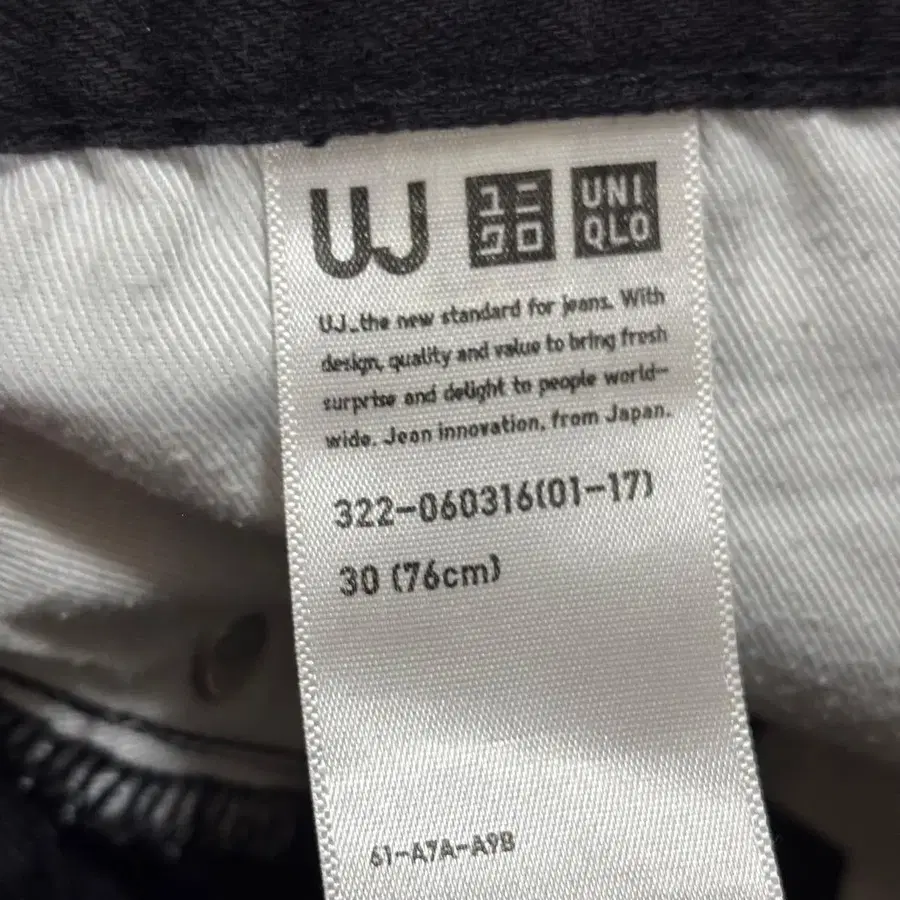 UJ ユニクロ UNIQLO
UJ_the new standard for jeans. With
design, quality and value to bring fresh
surprise and delight to people world-
wide. Jean innovation, from Japan.
322-060316(01-17)
30 (76cm)
61-A7A-A9B